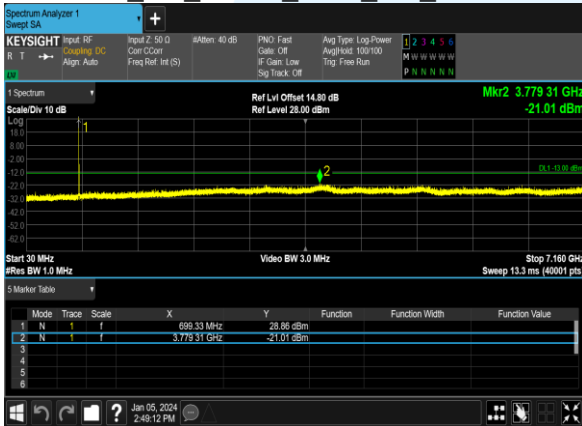 Spectrum Analyzer 1
Swept SA
+
KEYSIGHT Input: RF Input Z: 50 Ω #Atten: 40 dB PNO: Fast Avg Type: Log-Power 1 2 3 4 5 6
R T Coupling: DC Corr CCorr Gate: Off Avg|Hold: 100/100 M W W W W W
Align: Auto Freq Ref: Int (S) IF Gain: Low Trig: Free Run
Sig Track: Off P N N N N N
1 Spectrum Ref Lvl Offset 14.80 dB Mkr2 3.779 31 GHz
Scale/Div 10 dB Ref Level 28.00 dBm -21.01 dBm
Log
18.0
8.00
-2.00
-12.0
-22.0
-32.0
-42.0
-52.0
-62.0
1
2
DL1 -13.00 dBm
Start 30 MHz Video BW 3.0 MHz Stop 7.160 GHz
#Res BW 1.0 MHz Sweep 13.3 ms (40001 pts
5 Marker Table
Mode Trace Scale X Y Function Function Width Function Value
1 N 1 f 699.33 MHz 28.86 dBm
2 N 1 f 3.779 31 GHz -21.01 dBm
3
4
5
6
? Jan 05, 2024
2:49:12 PM